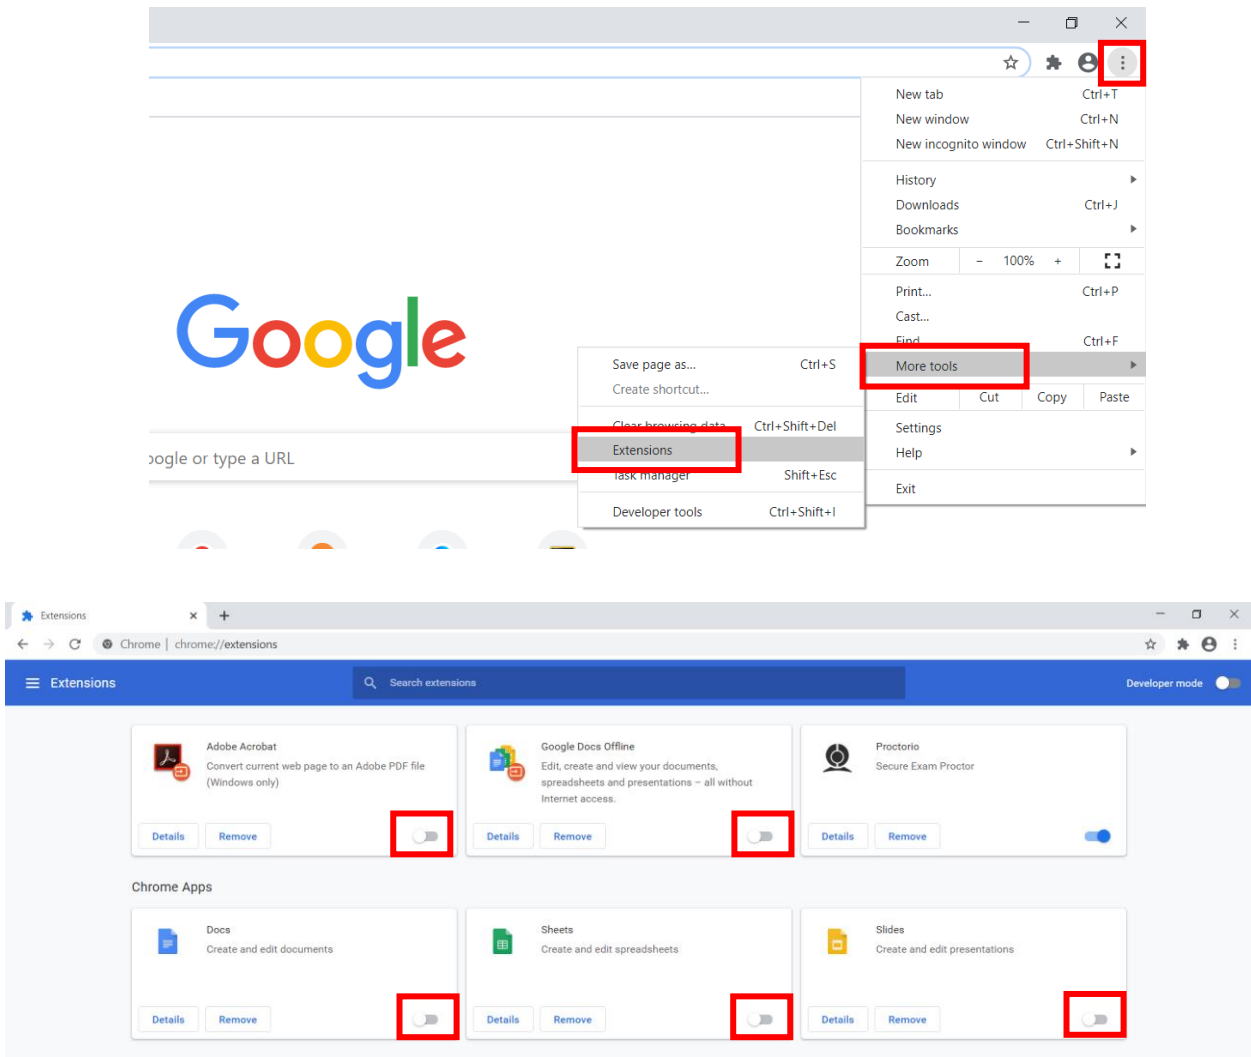 New tab Ctrl+T
New window Ctrl+N
New incognito window Ctrl+Shift+N
History
Downloads Ctrl+J
Bookmarks
Zoom - 100% +
Print... Ctrl+P
Cast...
Find... Ctrl+F
More tools
Edit Cut Copy Paste
Settings
Help
Exit
Google
Save page as... Ctrl+S
Create shortcut...
Clear browsing data... Ctrl+Shift+Del
Extensions
Task manager Shift+Esc
Developer tools Ctrl+Shift+I
oogle or type a URL
Extensions
Chrome | chrome://extensions
Extensions
Search extensions
Developer mode
Adobe Acrobat
Convert current web page to an Adobe PDF file
(Windows only)
Details Remove
Google Docs Offline
Edit, create and view your documents,
spreadsheets and presentations – all without
Internet access.
Details Remove
Proctorio
Secure Exam Proctor
Details Remove
Chrome Apps
Docs
Create and edit documents
Details Remove
Sheets
Create and edit spreadsheets
Details Remove
Slides
Create and edit presentations
Details Remove